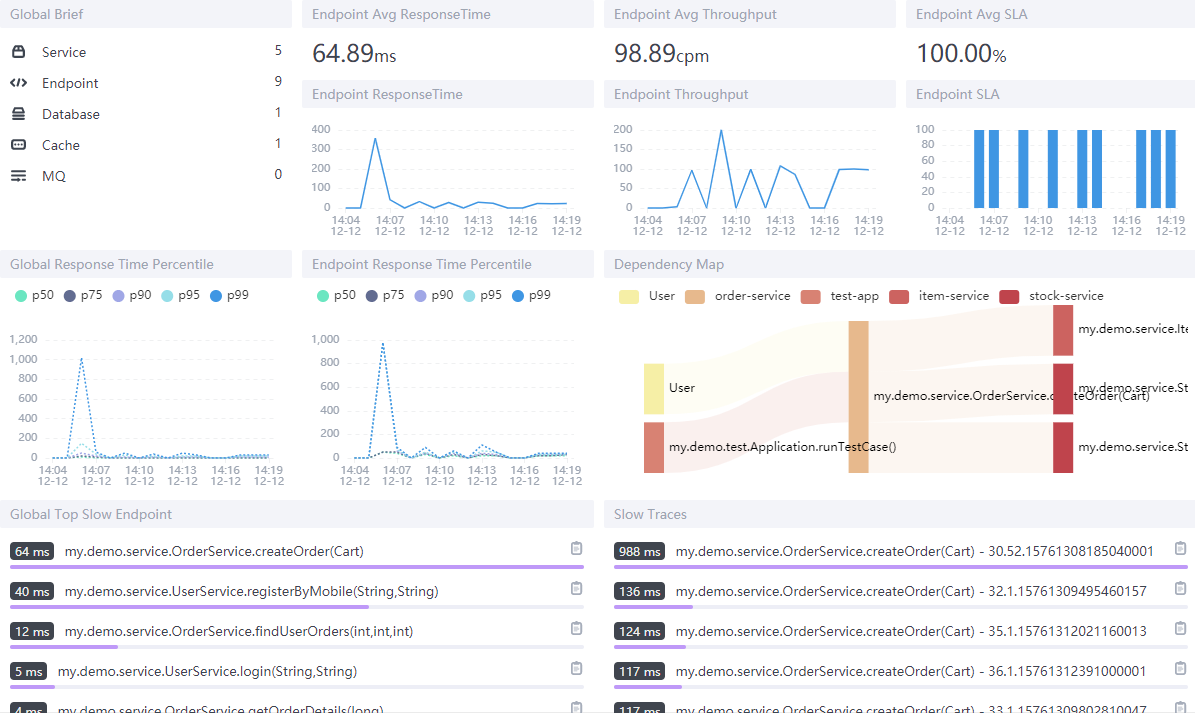 Global Brief
Service 5
Endpoint 9
Database 1
Cache 1
MQ 0
Endpoint Avg ResponseTime
64.89ms
Endpoint Avg Throughput
98.89cpm
Endpoint Avg SLA
100.00%
Endpoint ResponseTime
400
300
200
100
0
14:04 14:07 14:10 14:13 14:16 14:19
12-12 12-12 12-12 12-12 12-12 12-12
Endpoint Throughput
200
150
100
50
0
14:04 14:07 14:10 14:13 14:16 14:19
12-12 12-12 12-12 12-12 12-12 12-12
Endpoint SLA
100
80
60
40
20
0
14:04 14:07 14:10 14:13 14:16 14:19
12-12 12-12 12-12 12-12 12-12 12-12
Global Response Time Percentile
p50 p75 p90 p95 p99
1,200
1,000
800
600
400
200
0
14:04 14:07 14:10 14:13 14:16 14:19
12-12 12-12 12-12 12-12 12-12 12-12
Endpoint Response Time Percentile
p50 p75 p90 p95 p99
1,000
800
600
400
200
0
14:04 14:07 14:10 14:13 14:16 14:19
12-12 12-12 12-12 12-12 12-12 12-12
Dependency Map
User order-service test-app item-service stock-service
my.demo.service.Ite
User
my.demo.service.St
my.demo.service.OrderService.createOrder(Cart)
my.demo.test.Application.runTestCase()
my.demo.service.St
Global Top Slow Endpoint
64 ms my.demo.service.OrderService.createOrder(Cart)
40 ms my.demo.service.UserService.registerByMobile(String,String)
12 ms my.demo.service.OrderService.findUserOrders(int,int,int)
5 ms my.demo.service.UserService.login(String,String)
4 ms my.demo.service.OrderService.getOrderDetails(long)
Slow Traces
988 ms my.demo.service.OrderService.createOrder(Cart) - 30.52.15761308185040001
136 ms my.demo.service.OrderService.createOrder(Cart) - 32.1.15761309495460157
124 ms my.demo.service.OrderService.createOrder(Cart) - 35.1.15761312021160013
117 ms my.demo.service.OrderService.createOrder(Cart) - 36.1.15761312391000001
117 ms my.demo.service.OrderService.createOrder(Cart) - 33.1.15761309802810047